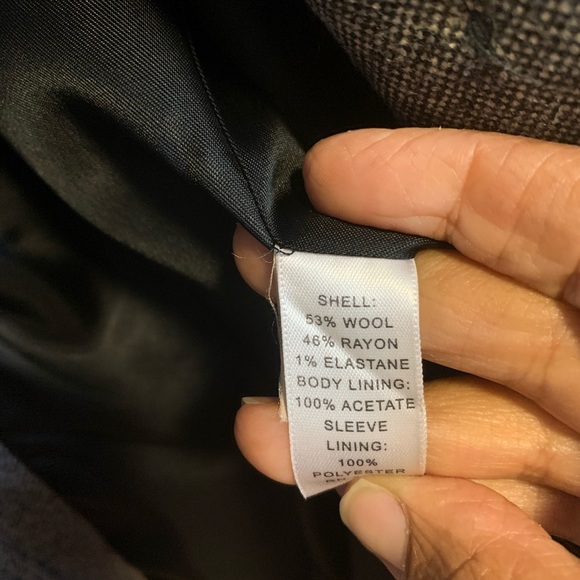 SHELL:
53% WOOL
46% RAYON
1% ELASTANE
BODY LINING:
100% ACETATE
SLEEVE
LINING:
100%
POLYESTER